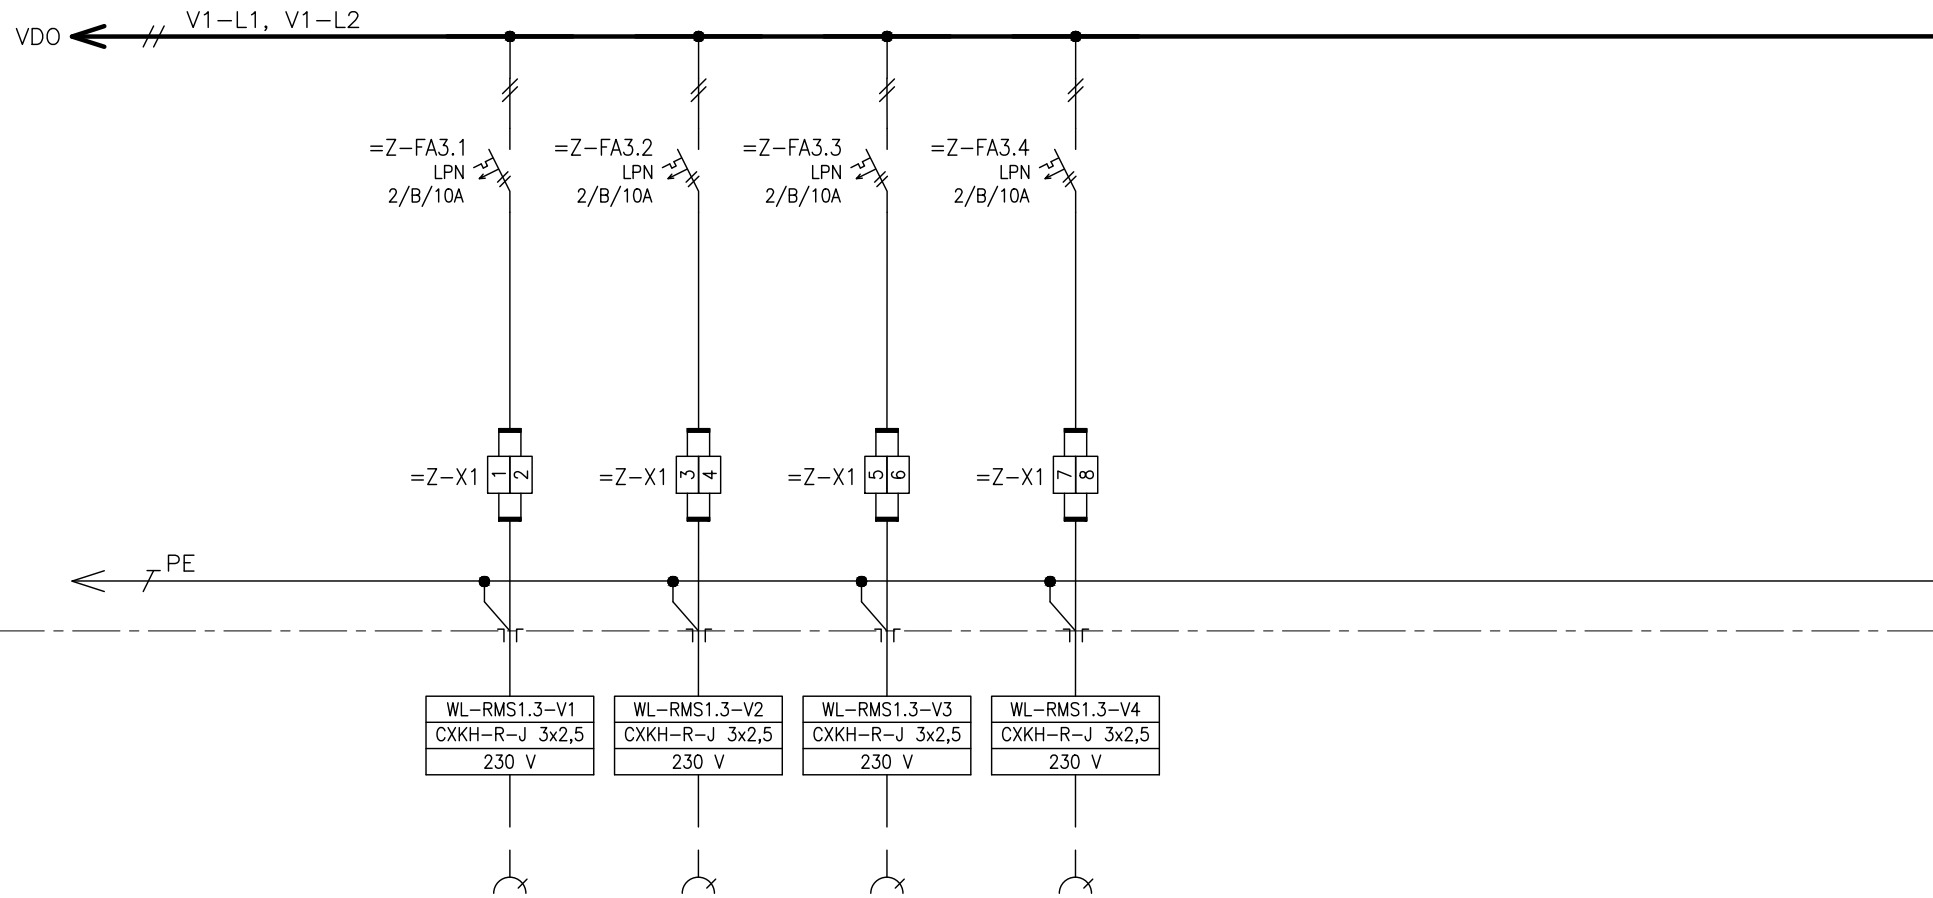 V1-L1, V1-L2
VDO
=Z-FA3.1
LPN
2/B/10A
=Z-FA3.2
LPN
2/B/10A
=Z-FA3.3
LPN
2/B/10A
=Z-FA3.4
LPN
2/B/10A
=Z-X1 1 2
=Z-X1 3 4
=Z-X1 5 6
=Z-X1 7 8
PE
WL-RMS1.3-V1
CXKH-R-J 3x2,5
230 V
WL-RMS1.3-V2
CXKH-R-J 3x2,5
230 V
WL-RMS1.3-V3
CXKH-R-J 3x2,5
230 V
WL-RMS1.3-V4
CXKH-R-J 3x2,5
230 V